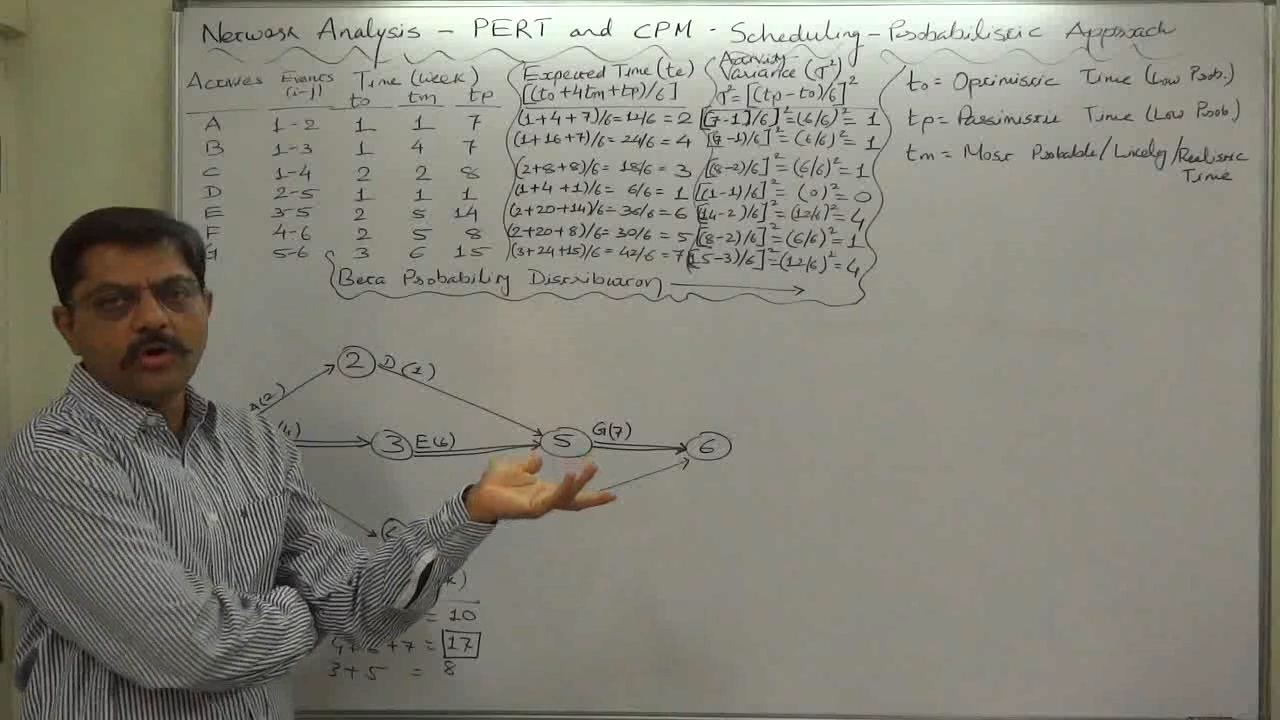 Network Analysis - PERT and CPM - Scheduling - Probabilistic Approach
Activities Events (i-j) Time (week) Expected Time (te) Activity Variance (σ²)
to tm tp [(to+4tm+tp)/6] σ²=[(tp-to)/6]²
A 1-2 1 1 7 (1+4+7)/6=12/6=2 [(7-1)/6]²=(6/6)²=1
B 1-3 1 4 7 (1+16+7)/6=24/6=4 [(7-1)/6]²=(6/6)²=1
C 1-4 2 2 8 (2+8+8)/6=18/6=3 [(8-2)/6]²=(6/6)²=1
D 2-5 1 1 1 (1+4+1)/6=6/6=1 [(1-1)/6]²=(0)²=0
E 3-5 2 5 14 (2+20+14)/6=36/6=6 [(14-2)/6]²=(12/6)²=4
F 4-6 2 5 8 (2+20+8)/6=30/6=5 [(8-2)/6]²=(6/6)²=1
G 5-6 3 6 15 (3+24+15)/6=42/6=7 [(15-3)/6]²=(12/6)²=4
Beta Probability Distribution
to = Optimistic Time (Low Prob.)
tp = Passimistic Time (Low Prob.)
tm = Most Probable/Likely/Realistic
Time
2 D(1)
A(2)
(4) 3 E(6) 5 G(7) 6
k)
= 10
4+6+7 = 17
3+5 = 8